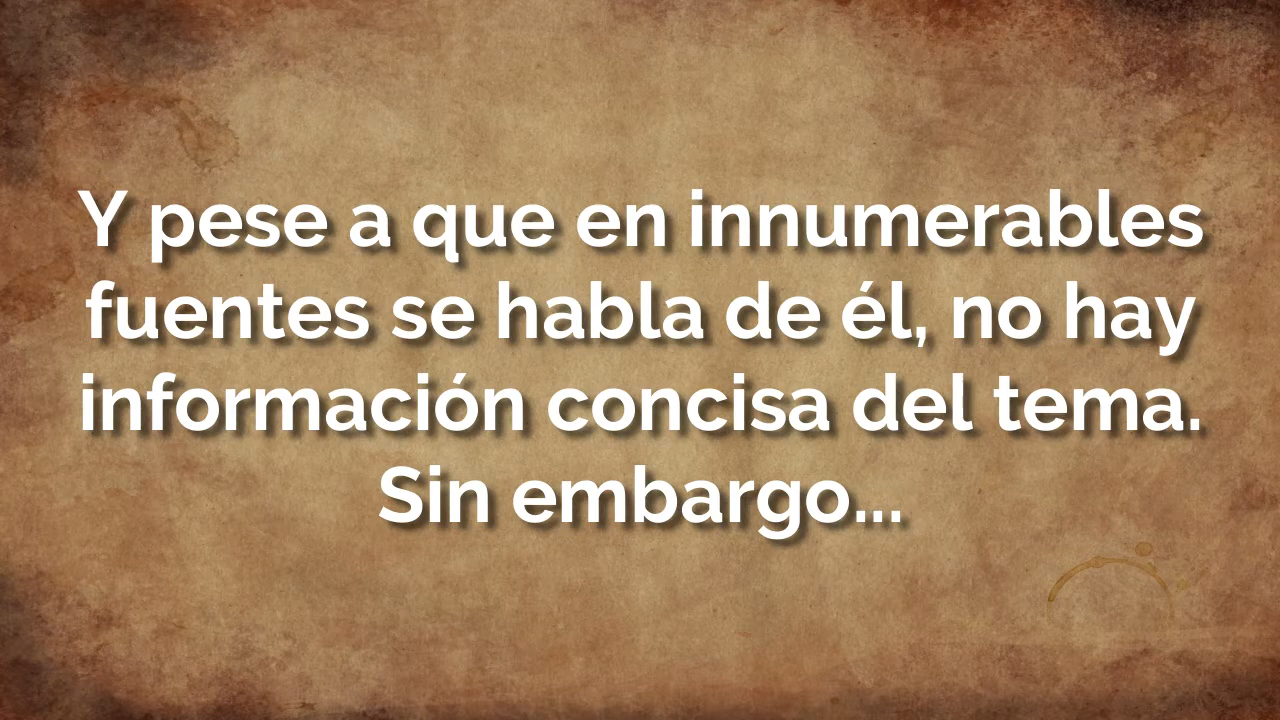 Y pese a que en innumerables
fuentes se habla de él, no hay
información concisa del tema.
Sin embargo...